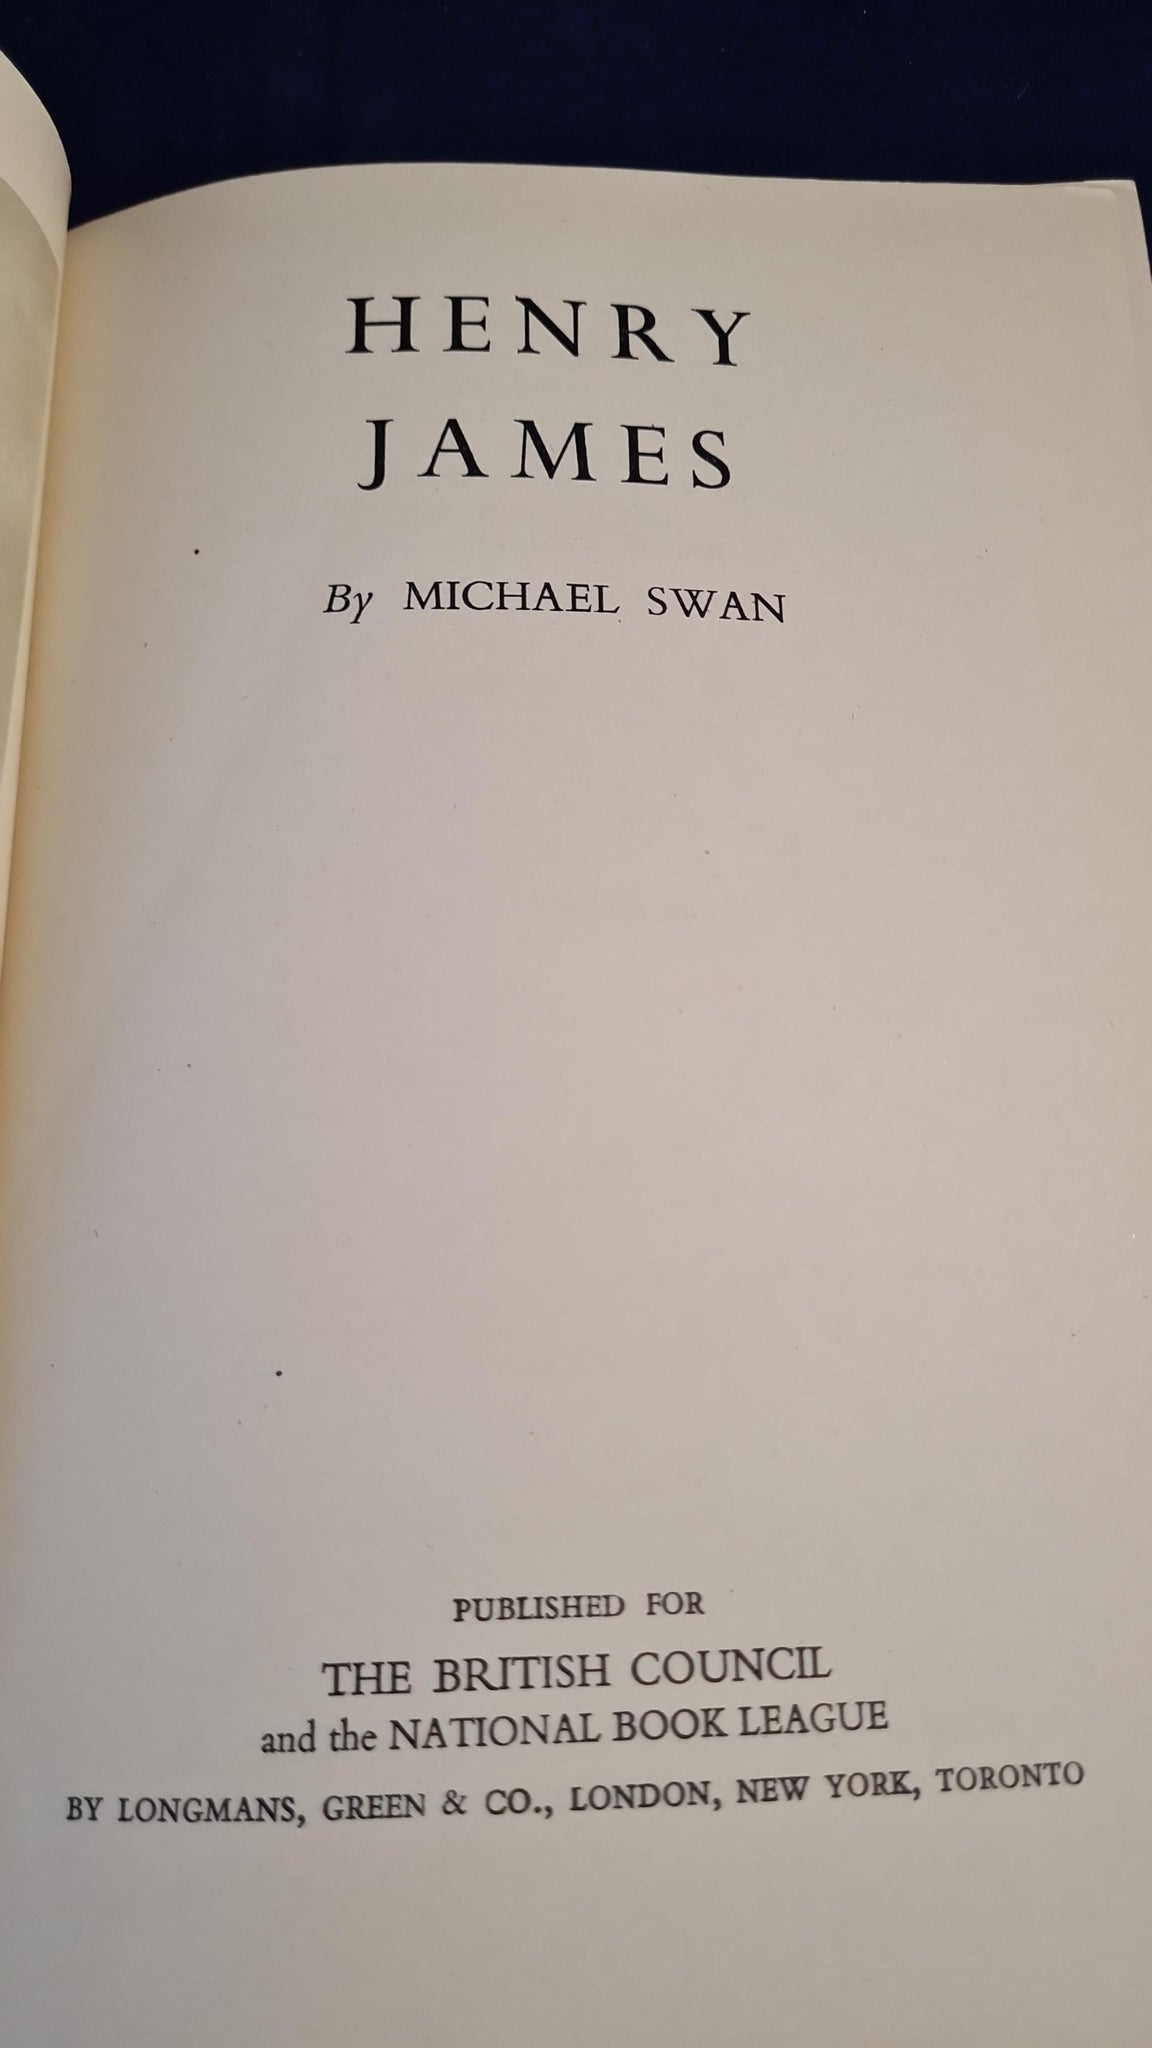 HENRY
JAMES
By MICHAEL SWAN
PUBLISHED FOR
THE BRITISH COUNCIL
and the NATIONAL BOOK LEAGUE
BY LONGMANS, GREEN & CO., LONDON, NEW YORK, TORONTO